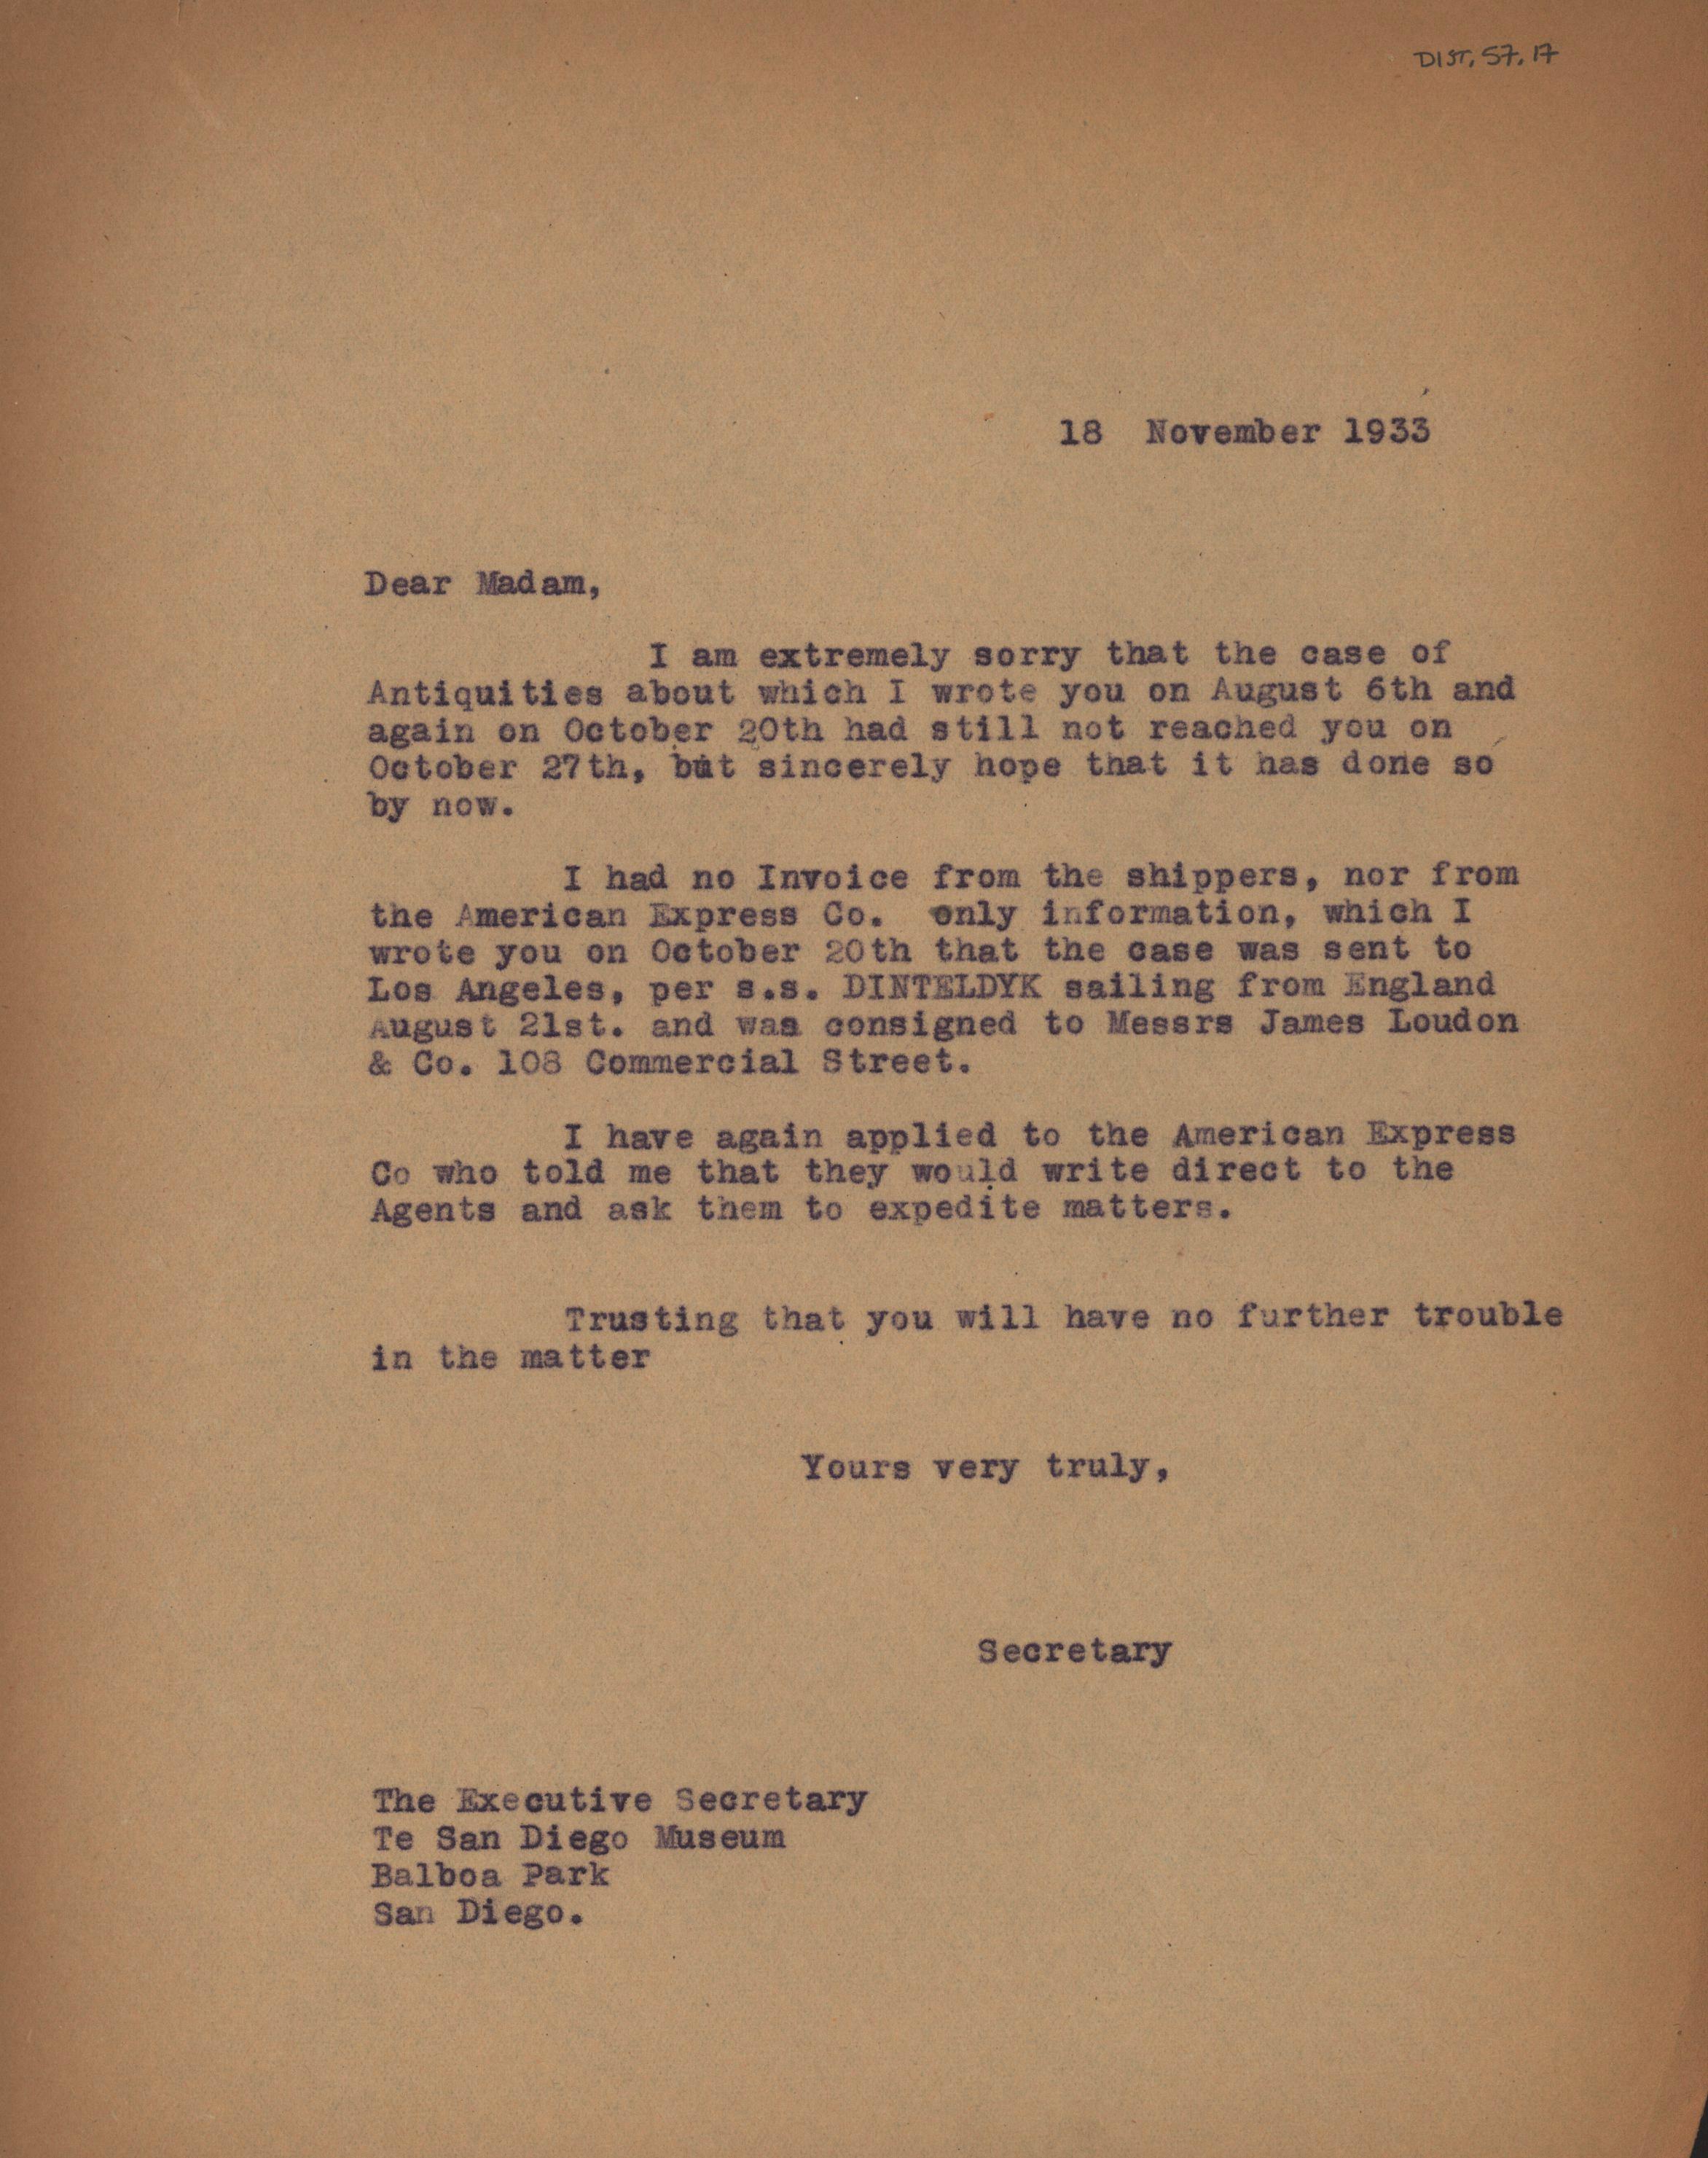 DIST. 57.17
18 November 1933
Dear Madam,
I am extremely sorry that the case of
Antiquities about which I wrote you on August 6th and
again on October 20th had still not reached you on
October 27th, but sincerely hope that it has done so
by now.
I had no Invoice from the shippers, nor from
the American Express Co. only information, which I
wrote you on October 20th that the case was sent to
Los Angeles, per s.s. DINTELDYK sailing from England
August 21st. and was consigned to Messrs James Loudon
& Co. 108 Commercial Street.
I have again applied to the American Express
Co who told me that they would write direct to the
Agents and ask them to expedite matters.
Trusting that you will have no further trouble
in the matter
Yours very truly,
Secretary
The Executive Secretary
Te San Diego Museum
Balboa Park
San Diego.